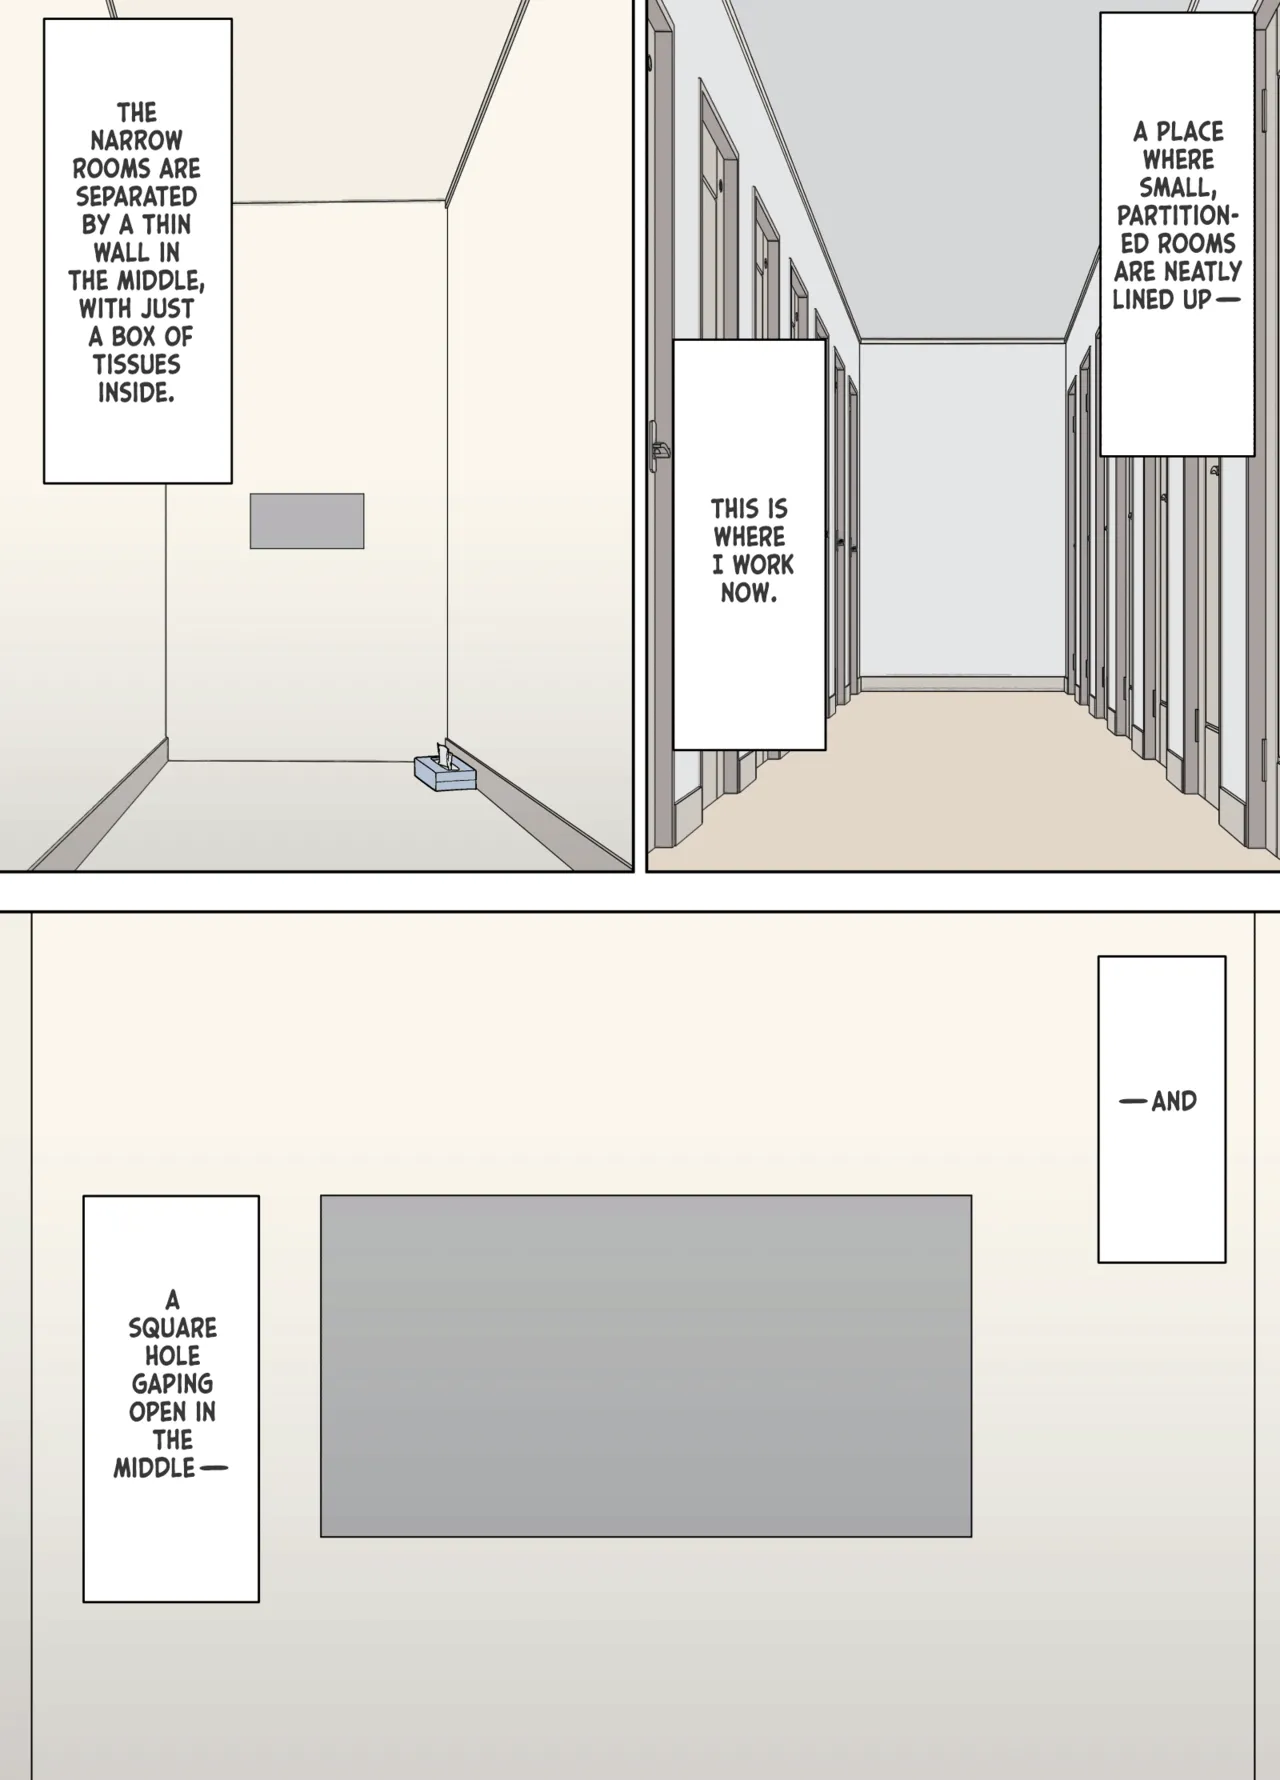 A PLACE
WHERE
SMALL,
PARTITION-
ED ROOMS
ARE NEATLY
LINED UP—
THIS IS
WHERE
I WORK
NOW.
THE
NARROW
ROOMS ARE
SEPARATED
BY A THIN
WALL IN
THE MIDDLE,
WITH JUST
A BOX OF
TISSUES
INSIDE.
—AND
A
SQUARE
HOLE
GAPING
OPEN IN
THE
MIDDLE—